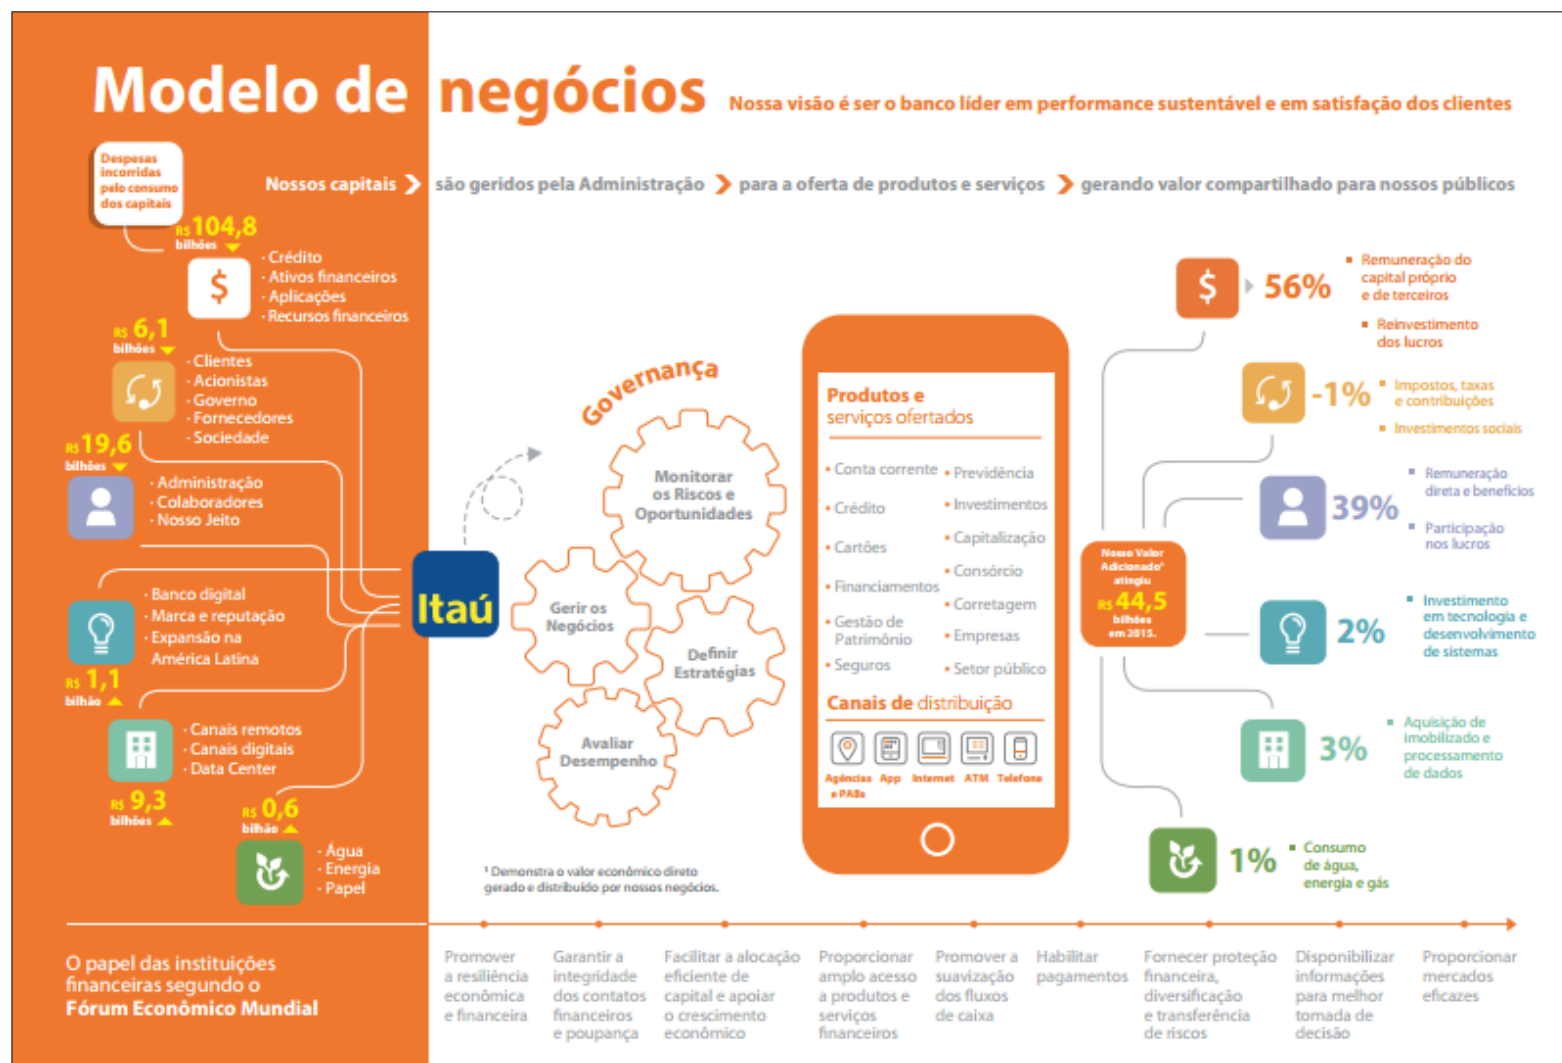 Modelo de negócios
Nossa visão é ser o banco líder em performance sustentável e em satisfação dos clientes
Despesas
incorridas
pelo consumo
dos capitais
Nossos capitais
são geridos pela Administração
para a oferta de produtos e serviços
gerando valor compartilhado para nossos públicos
R$ 104,8
bilhões
· Crédito
· Ativos financeiros
· Aplicações
· Recursos financeiros
R$ 6,1
bilhões
· Clientes
· Acionistas
· Governo
· Fornecedores
· Sociedade
R$ 19,6
bilhões
· Administração
· Colaboradores
· Nosso Jeito
· Banco digital
· Marca e reputação
· Expansão na
América Latina
R$ 1,1
bilhão
· Canais remotos
· Canais digitais
· Data Center
R$ 9,3
bilhões
R$ 0,6
bilhão
· Água
· Energia
· Papel
Itaú
Governança
Monitorar
os Riscos e
Oportunidades
Gerir os
Negócios
Definir
Estratégias
Avaliar
Desempenho
¹ Demonstra o valor econômico direto
gerado e distribuído por nossos negócios.
Produtos e
serviços ofertados
• Conta corrente
• Crédito
• Cartões
• Financiamentos
• Gestão de
Patrimônio
• Seguros
• Previdência
• Investimentos
• Capitalização
• Consórcio
• Corretagem
• Empresas
• Setor público
Canais de distribuição
Agências
e PABs
App
Internet
ATM
Telefone
Nosso Valor
Adicionado¹
atingiu
R$ 44,5
bilhões
em 2015.
$
$
56%
▪ Remuneração do
capital próprio
e de terceiros
▪ Reinvestimento
dos lucros
-1%
▪ Impostos, taxas
e contribuições
▪ Investimentos sociais
39%
▪ Remuneração
direta e benefícios
▪ Participação
nos lucros
2%
▪ Investimento
em tecnologia e
desenvolvimento
de sistemas
3%
▪ Aquisição de
imobilizado e
processamento
de dados
1%
▪ Consumo
de água,
energia e gás
O papel das instituições
financeiras segundo o
Fórum Econômico Mundial
Promover
a resiliência
econômica
e financeira
Garantir a
integridade
dos contatos
financeiros
e poupança
Facilitar a alocação
eficiente de
capital e apoiar
o crescimento
econômico
Proporcionar
amplo acesso
a produtos e
serviços
financeiros
Promover a
suavização
dos fluxos
de caixa
Habilitar
pagamentos
Fornecer proteção
financeira,
diversificação
e transferência
de riscos
Disponibilizar
informações
para melhor
tomada de
decisão
Proporcionar
mercados
eficazes